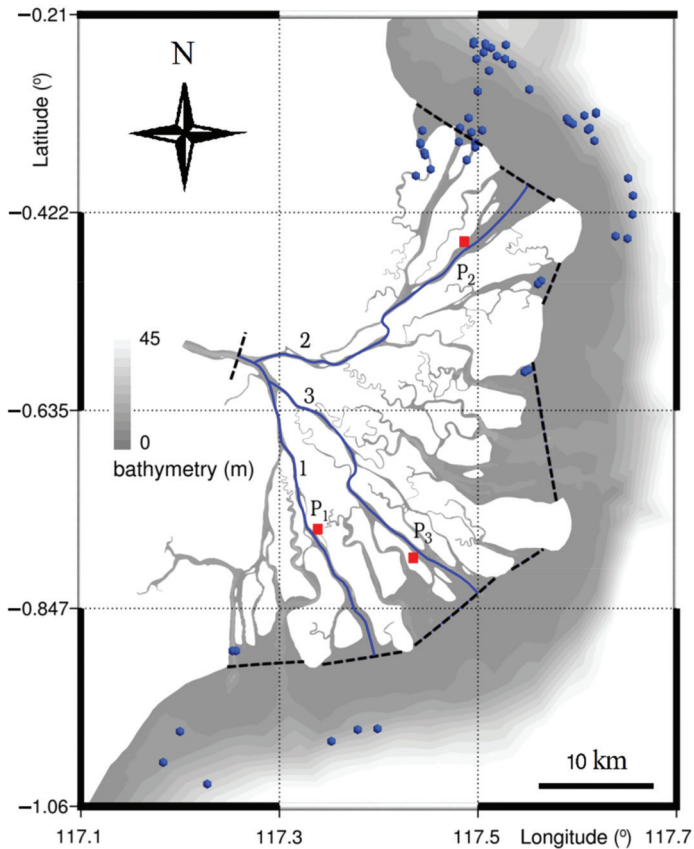 −0.21
N
Latitude (º)
−0.422
P2
2
45
3
−0.635
0
bathymetry (m)
1
P1
P3
−0.847
10 km
−1.06
117.1 117.3 117.5 Longitude (º) 117.7